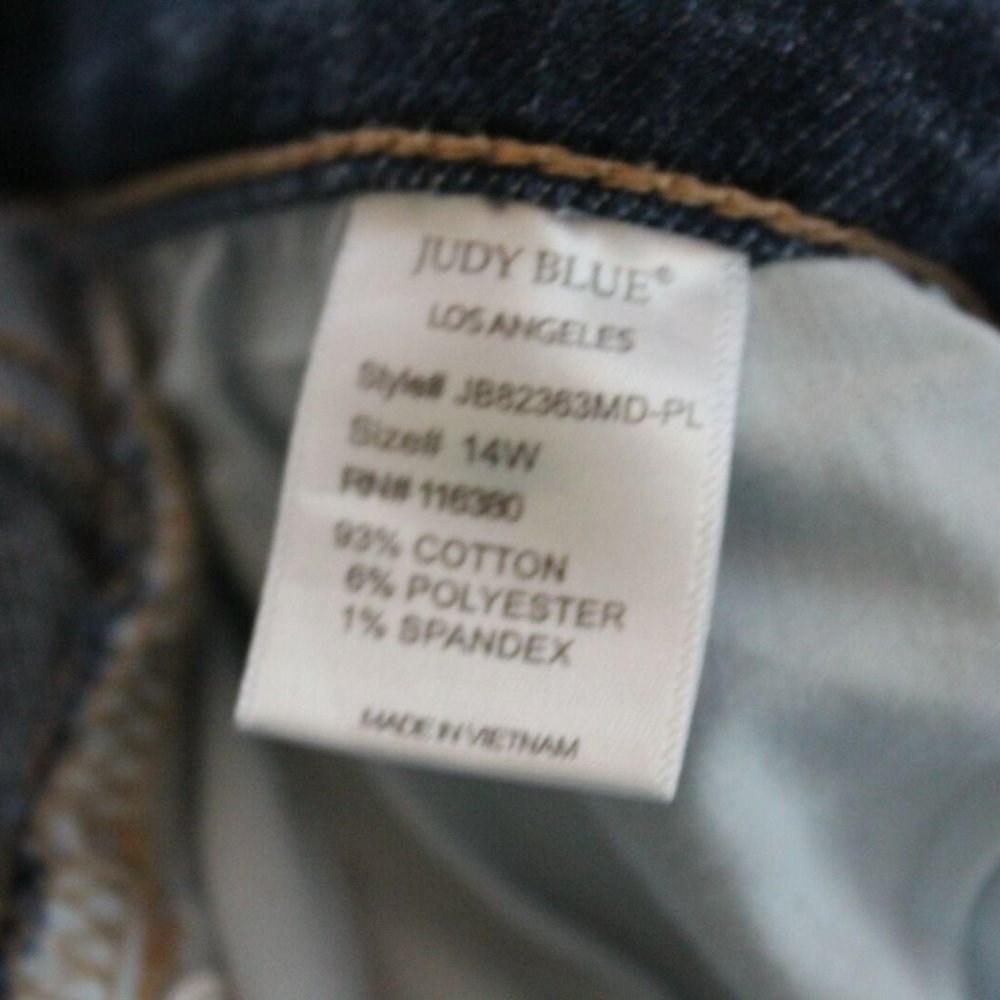 JUDY BLUE®
LOS ANGELES
Style# JB82363MD-PL
Size# 14W
RN# 116380
93% COTTON
6% POLYESTER
1% SPANDEX
MADE IN VIETNAM